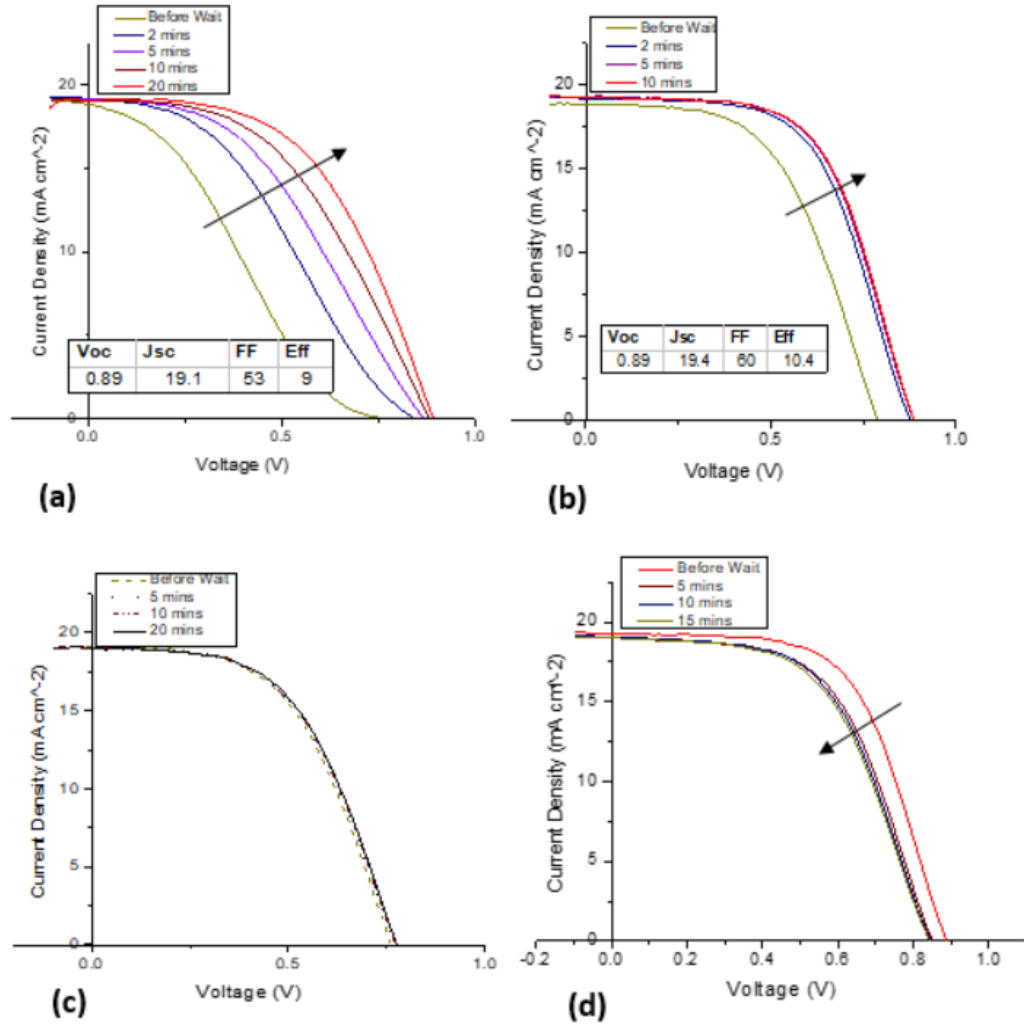 Before Wait
2 mins
5 mins
10 mins
20 mins
20
10
0
Current Density (mA cm^-2)
Voc Jsc FF Eff
0.89 19.1 53 9
0.0 0.5 1.0
Voltage (V)
(a)
Before Wait
2 mins
5 mins
10 mins
20
15
10
5
0
Current Density (mA cm^-2)
Voc Jsc FF Eff
0.89 19.4 60 10.4
0.0 0.5 1.0
Voltage (V)
(b)
Before Wait
5 mins
10 mins
20 mins
20
15
10
5
0
Current Density (mA cm^-2)
0.0 0.5 1.0
Voltage (V)
(c)
Before Wait
5 mins
10 mins
15 mins
20
15
10
5
0
Current Density (mA cm^-2)
-0.2 0.0 0.2 0.4 0.6 0.8 1.0
Voltage (V)
(d)